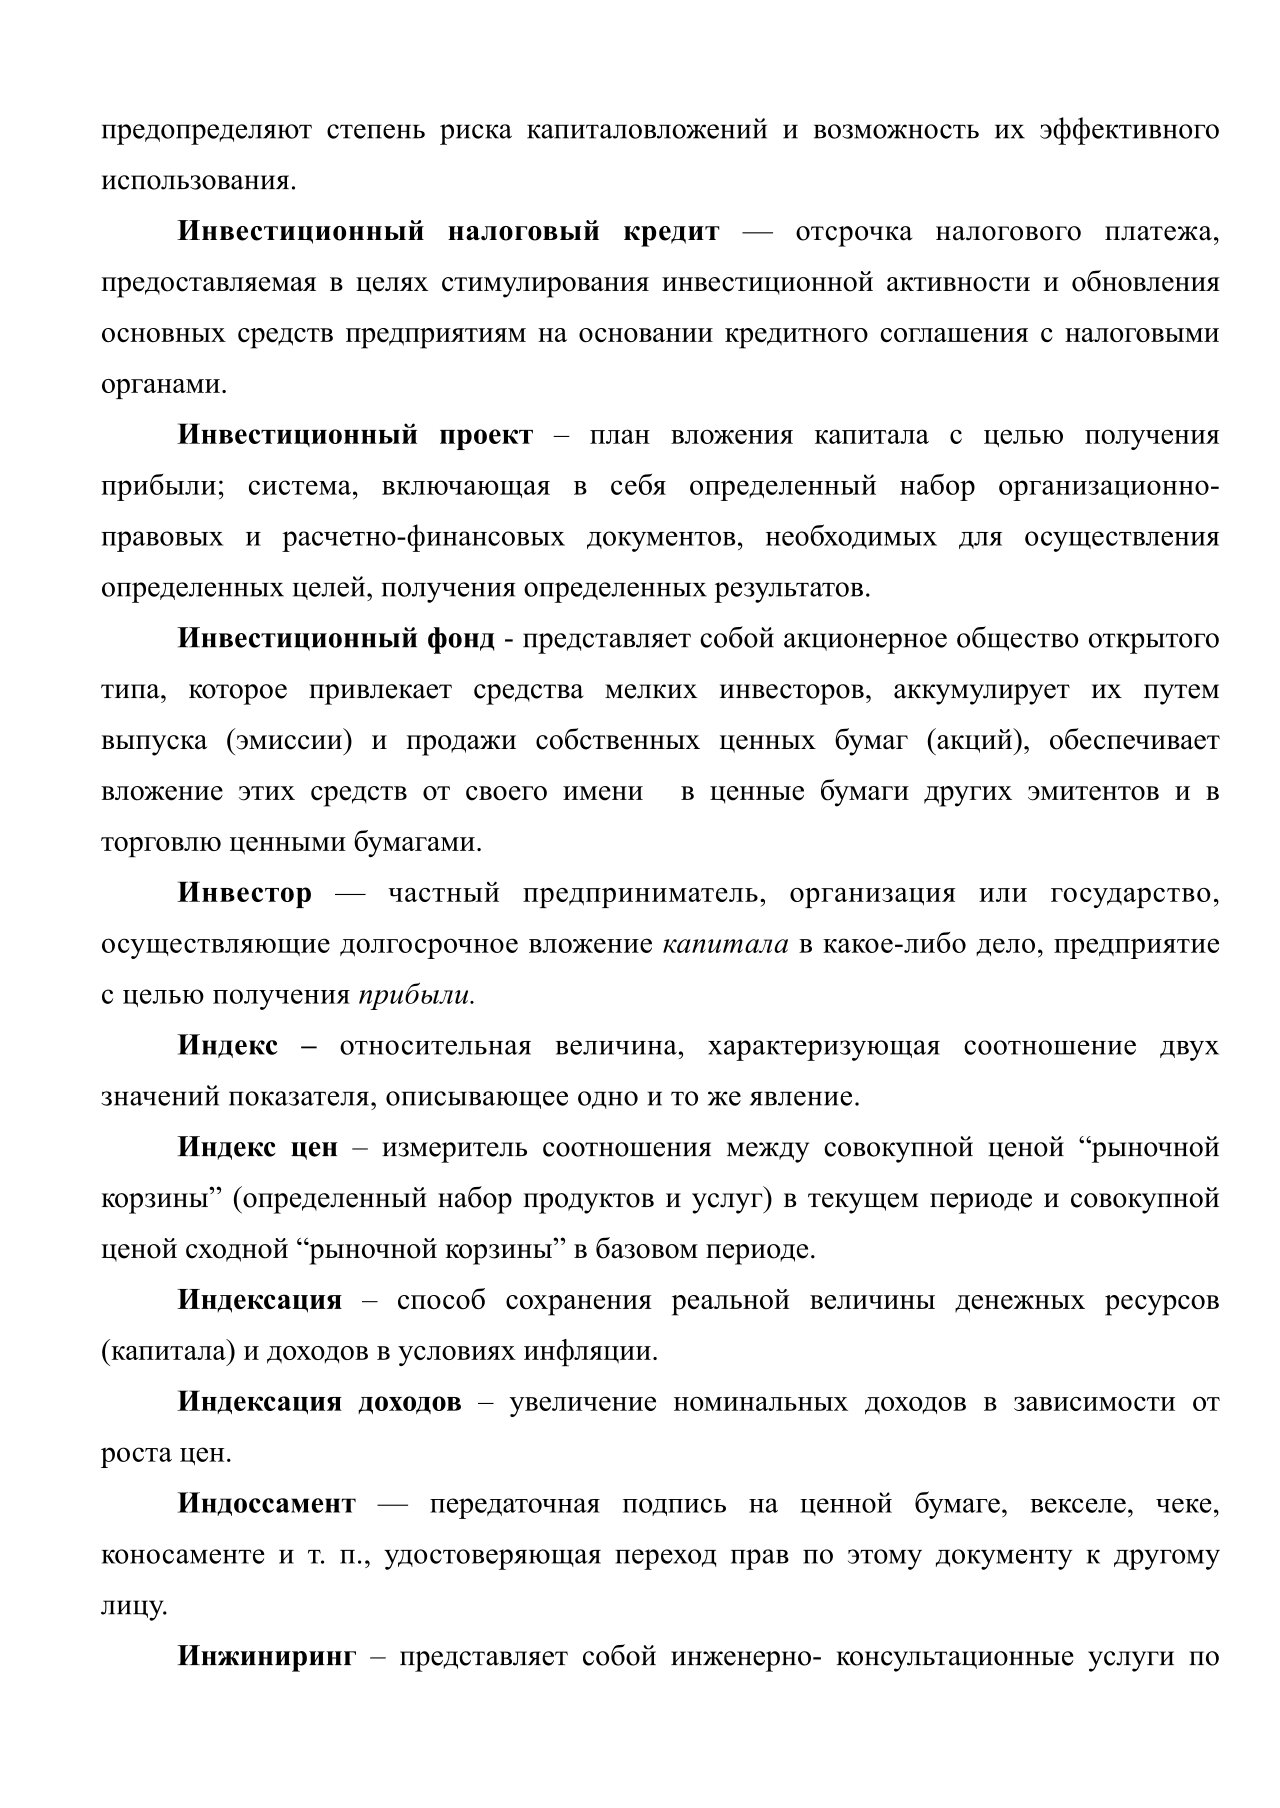 предопределяют степень риска капиталовложений и возможность их эффективного
использования.
Инвестиционный налоговый кредит — отсрочка налогового платежа,
предоставляемая в целях стимулирования инвестиционной активности и обновления
основных средств предприятиям на основании кредитного соглашения с налоговыми
органами.
Инвестиционный проект – план вложения капитала с целью получения
прибыли; система, включающая в себя определенный набор организационно-
правовых и расчетно-финансовых документов, необходимых для осуществления
определенных целей, получения определенных результатов.
Инвестиционный фонд - представляет собой акционерное общество открытого
типа, которое привлекает средства мелких инвесторов, аккумулирует их путем
выпуска (эмиссии) и продажи собственных ценных бумаг (акций), обеспечивает
вложение этих средств от своего имени в ценные бумаги других эмитентов и в
торговлю ценными бумагами.
Инвестор — частный предприниматель, организация или государство,
осуществляющие долгосрочное вложение капитала в какое-либо дело, предприятие
с целью получения прибыли.
Индекс – относительная величина, характеризующая соотношение двух
значений показателя, описывающее одно и то же явление.
Индекс цен – измеритель соотношения между совокупной ценой “рыночной
корзины” (определенный набор продуктов и услуг) в текущем периоде и совокупной
ценой сходной “рыночной корзины” в базовом периоде.
Индексация – способ сохранения реальной величины денежных ресурсов
(капитала) и доходов в условиях инфляции.
Индексация доходов – увеличение номинальных доходов в зависимости от
роста цен.
Индоссамент — передаточная подпись на ценной бумаге, векселе, чеке,
коносаменте и т. п., удостоверяющая переход прав по этому документу к другому
лицу.
Инжиниринг – представляет собой инженерно- консультационные услуги по